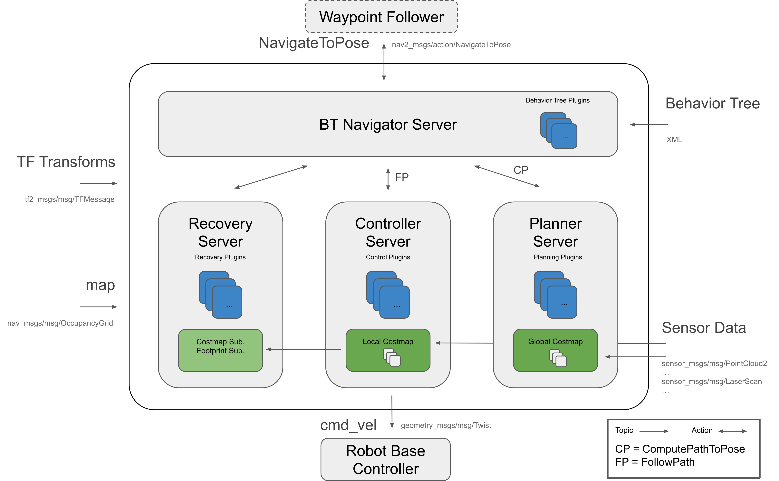 Waypoint Follower
NavigateToPose
nav2_msgs/action/NavigateToPose
Behavior Tree Plugins
BT Navigator Server
...
Behavior Tree
XML
TF Transforms
tf2_msgs/msg/TFMessage
FP
CP
Recovery
Server
Recovery Plugins
...
Costmap Sub.
Footprint Sub.
Controller
Server
Control Plugins
...
Local Costmap
Planner
Server
Planning Plugins
...
Global Costmap
map
nav_msgs/msg/OccupancyGrid
Sensor Data
sensor_msgs/msg/PointCloud2
...
sensor_msgs/msg/LaserScan
...
cmd_vel
geometry_msgs/msg/Twist
Robot Base
Controller
Topic
Action
CP = ComputePathToPose
FP = FollowPath